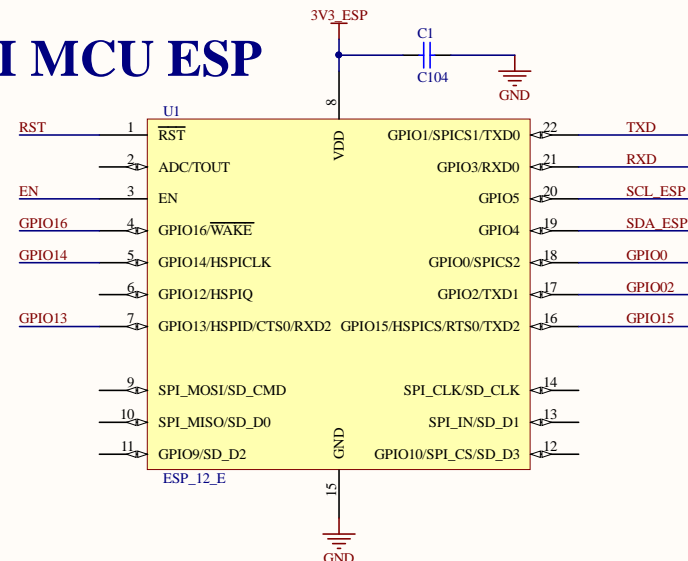 3V3_ESP
I MCU ESP
C1
C104
GND
U1
8
VDD
RST 1 RST GPIO1/SPICS1/TXD0 22 TXD
2 ADC/TOUT GPIO3/RXD0 21 RXD
EN 3 EN GPIO5 20 SCL_ESP
GPIO16 4 GPIO16/WAKE GPIO4 19 SDA_ESP
GPIO14 5 GPIO14/HSPICLK GPIO0/SPICS2 18 GPIO0
6 GPIO12/HSPIQ GPIO2/TXD1 17 GPIO02
GPIO13 7 GPIO13/HSPID/CTS0/RXD2 GPIO15/HSPICS/RTS0/TXD2 16 GPIO15
9 SPI_MOSI/SD_CMD SPI_CLK/SD_CLK 14
10 SPI_MISO/SD_D0 SPI_IN/SD_D1 13
11 GPIO9/SD_D2 GPIO10/SPI_CS/SD_D3 12
GND
ESP_12_E
15
GND